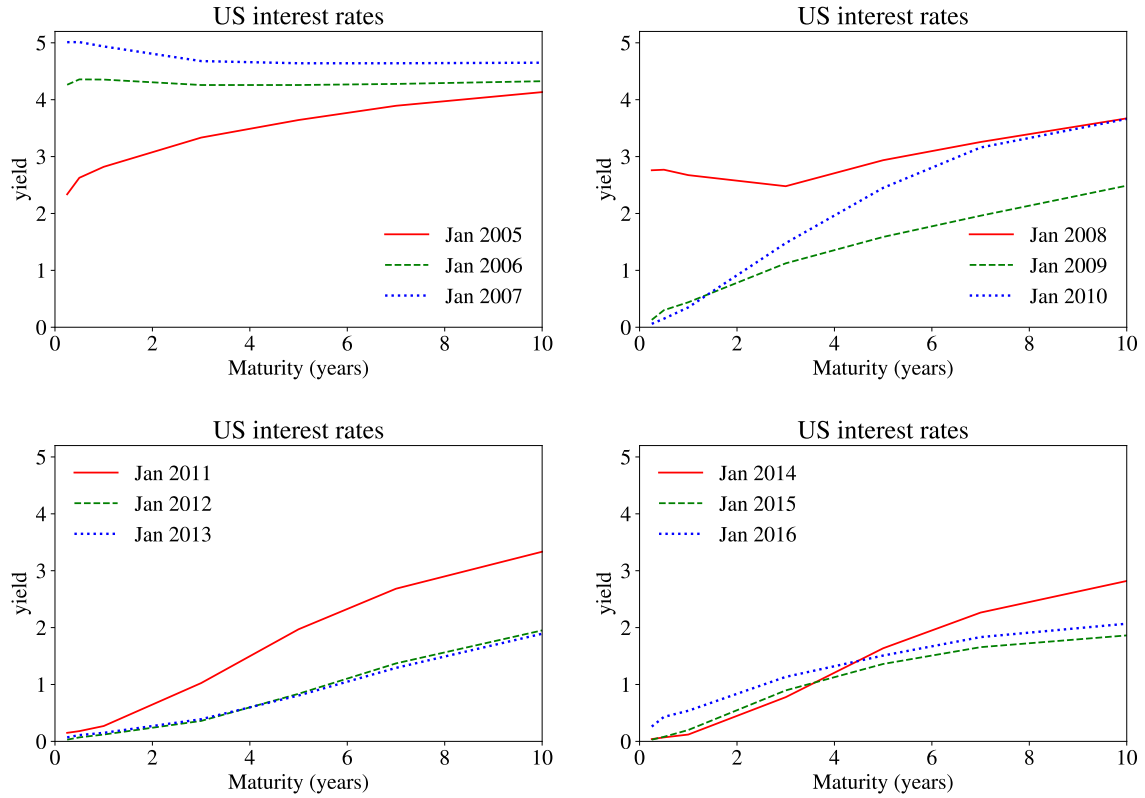 US interest rates
5
4
3
2
1
0
yield
Jan 2005
Jan 2006
Jan 2007
0 2 4 6 8 10
Maturity (years)
US interest rates
5
4
3
2
1
0
yield
Jan 2008
Jan 2009
Jan 2010
0 2 4 6 8 10
Maturity (years)
US interest rates
5
4
3
2
1
0
yield
Jan 2011
Jan 2012
Jan 2013
0 2 4 6 8 10
Maturity (years)
US interest rates
5
4
3
2
1
0
yield
Jan 2014
Jan 2015
Jan 2016
0 2 4 6 8 10
Maturity (years)